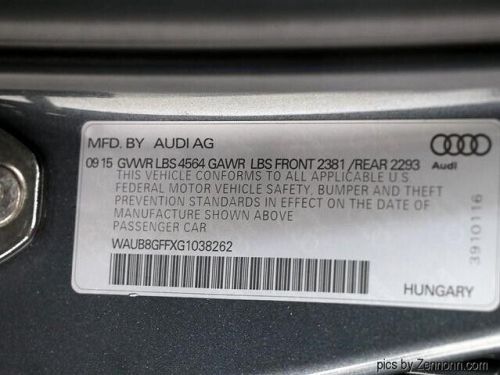 MFD. BY AUDI AG
09 15 GVWR LBS 4564 GAWR LBS FRONT 2381 /REAR 2293
THIS VEHICLE CONFORMS TO ALL APPLICABLE U.S
FEDERAL MOTOR VEHICLE SAFETY, BUMPER AND THEFT
PREVENTION STANDARDS IN EFFECT ON THE DATE OF
MANUFACTURE SHOWN ABOVE
PASSENGER CAR
WAUB8GFFXG1038262
Audi
3910116
HUNGARY
pics by Zennonn.com